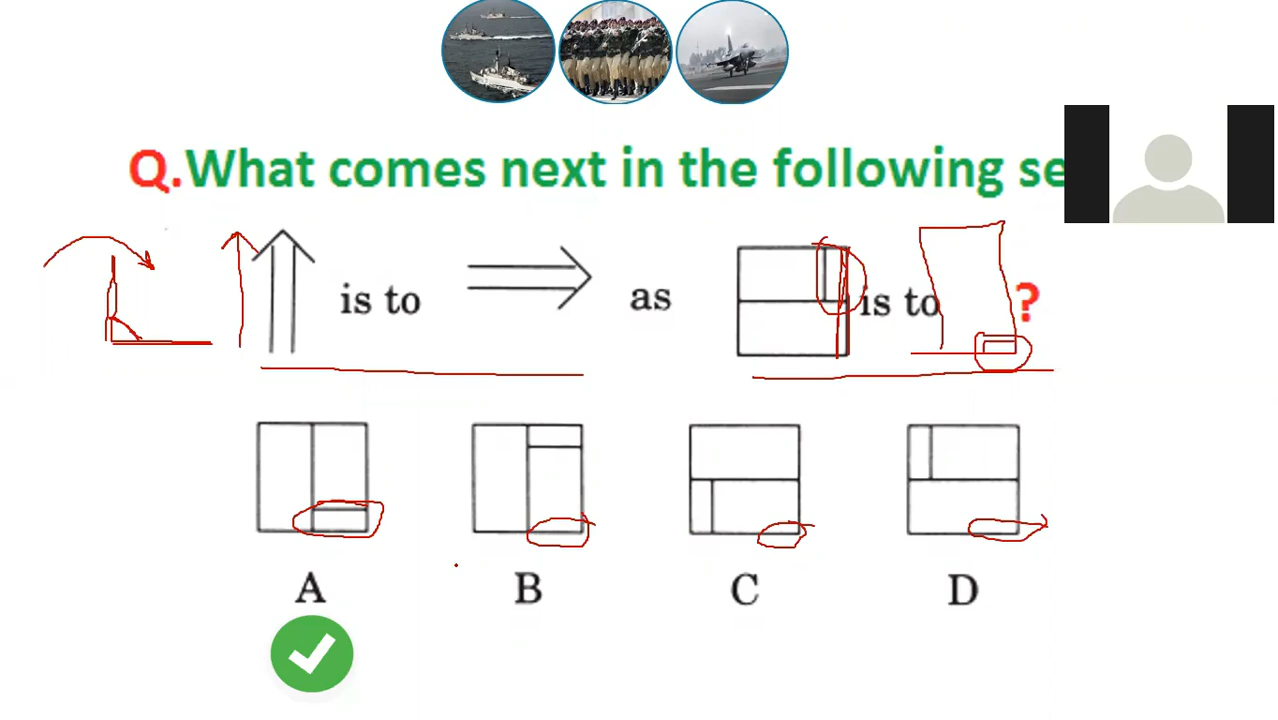 Q.What comes next in the following se
is to as is to ?
A B C D